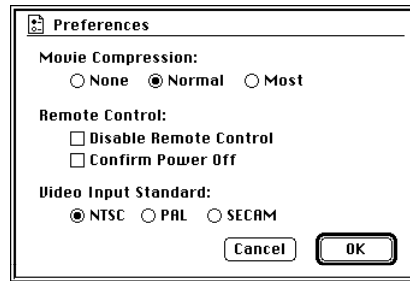 Preferences
Movie Compression:
None Normal Most
Remote Control:
Disable Remote Control
Confirm Power Off
Video Input Standard:
NTSC PAL SECAM
Cancel OK